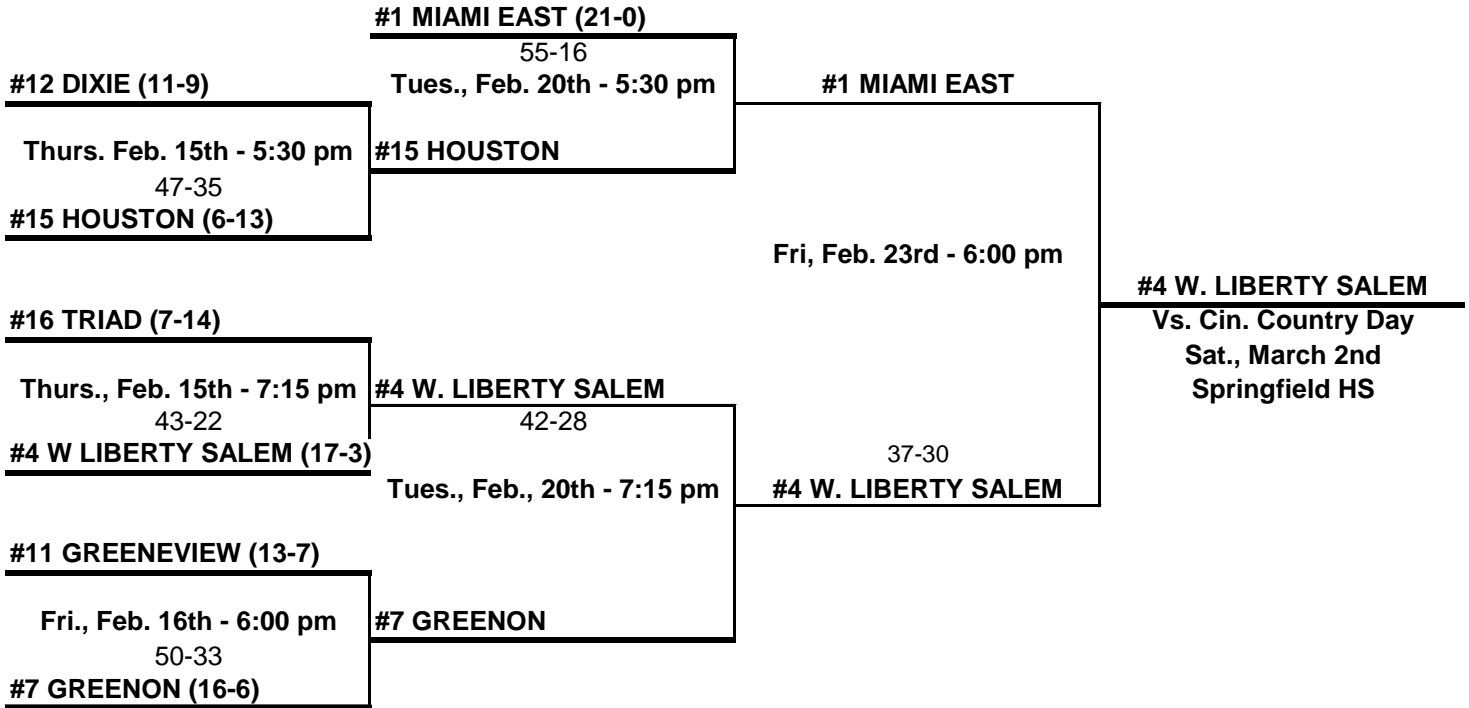 #1 MIAMI EAST (21-0)
55-16
#12 DIXIE (11-9)
Tues., Feb. 20th - 5:30 pm
#1 MIAMI EAST
Thurs. Feb. 15th - 5:30 pm
#15 HOUSTON
47-35
#15 HOUSTON (6-13)
Fri, Feb. 23rd - 6:00 pm
#4 W. LIBERTY SALEM
#16 TRIAD (7-14)
Vs. Cin. Country Day
Sat., March 2nd
Thurs., Feb. 15th - 7:15 pm
#4 W. LIBERTY SALEM
Springfield HS
43-22
42-28
#4 W LIBERTY SALEM (17-3)
37-30
Tues., Feb., 20th - 7:15 pm
#4 W. LIBERTY SALEM
#11 GREENEVIEW (13-7)
Fri., Feb. 16th - 6:00 pm
#7 GREENON
50-33
#7 GREENON (16-6)